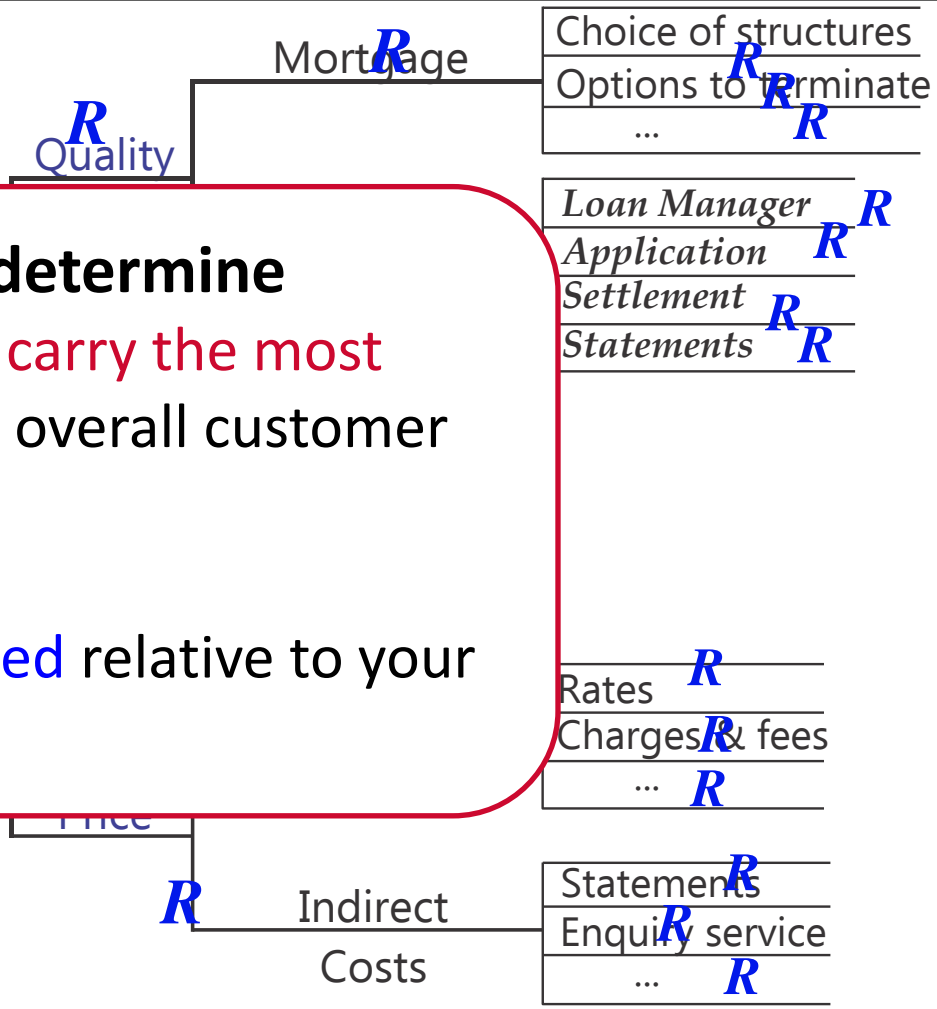 Choice of structures
R
Mortgage
R
Options to terminate
R
...
R
R
Quality
Loan Manager
R
Application
R
Settlement
R
Statements
R
determine
carry the most
overall customer
ed relative to your
R
Rates
Charges & fees
R
...
R
Price
R
Statements
R
Indirect
Costs
R
Enquiry service
R
...
R